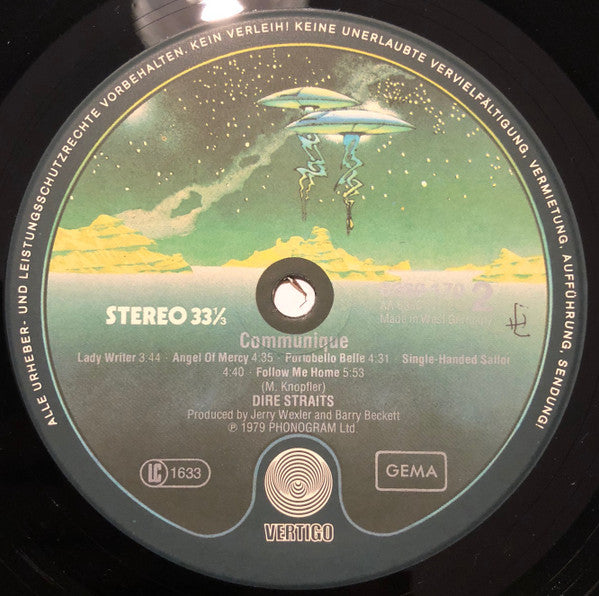 ALLE URHEBER- UND LEISTUNGSSCHUTZRECHTE VORBEHALTEN. KEIN VERLEIH! KEINE UNERLAUBTE VERVIELFÄLTIGUNG, VERMIETUNG, AUFFÜHRUNG, SENDUNG!
Made in West Germany
STEREO 33⅓
Communique
Lady Writer 3:44 · Angel Of Mercy 4:35 · Portobello Belle 4:31 · Single-Handed Sailor
4:40 · Follow Me Home 5:53
(M. Knopfler)
DIRE STRAITS
Produced by Jerry Wexler and Barry Beckett
℗ 1979 PHONOGRAM Ltd.
LC 1633
GEMA
VERTIGO